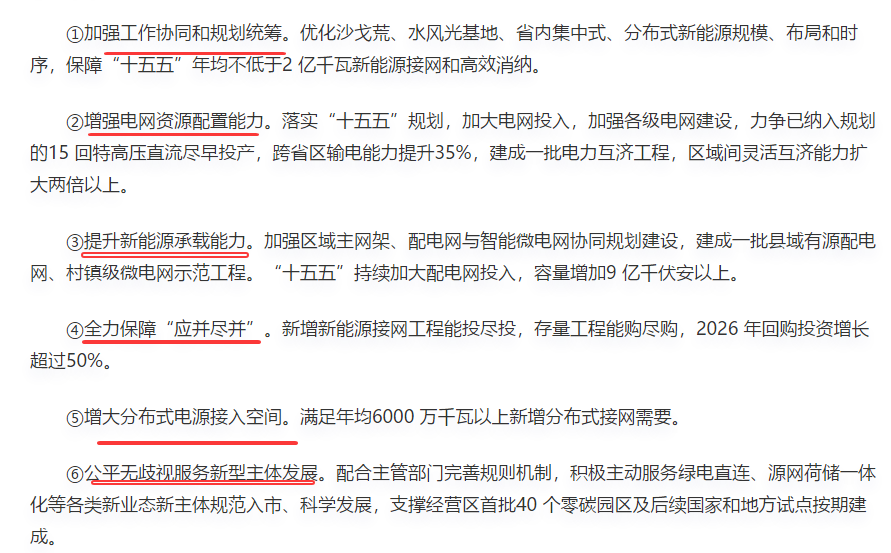 ①加强工作协同和规划统筹。优化沙戈荒、水风光基地、省内集中式、分布式新能源规模、布局和时
序，保障“十五五”年均不低于2 亿千瓦新能源接网和高效消纳。
②增强电网资源配置能力。落实“十五五”规划，加大电网投入，加强各级电网建设，力争已纳入规划
的15 回特高压直流尽早投产，跨省区输电能力提升35%，建成一批电力互济工程，区域间灵活互济能力扩
大两倍以上。
③提升新能源承载能力。加强区域主网架、配电网与智能微电网协同规划建设，建成一批县域有源配电
网、村镇级微电网示范工程。“十五五”持续加大配电网投入，容量增加9 亿千伏安以上。
④全力保障“应并尽并”。新增新能源接网工程能投尽投，存量工程能购尽购，2026 年回购投资增长
超过50%。
⑤增大分布式电源接入空间。满足年均6000 万千瓦以上新增分布式接网需要。
⑥公平无歧视服务新型主体发展。配合主管部门完善规则机制，积极主动服务绿电直连、源网荷储一体
化等各类新业态新主体规范入市、科学发展，支撑经营区首批40 个零碳园区及后续国家和地方试点按期建
成。